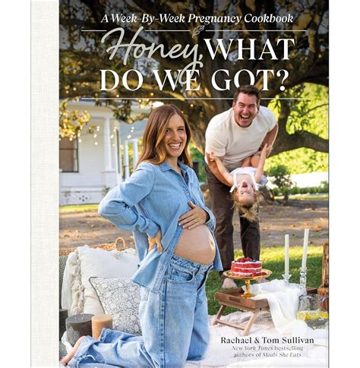 A Week-By-Week Pregnancy Cookbook
Honey, WHAT
DO WE GOT?
Rachael & Tom Sullivan
New York Times bestselling
authors of Meals She Eats